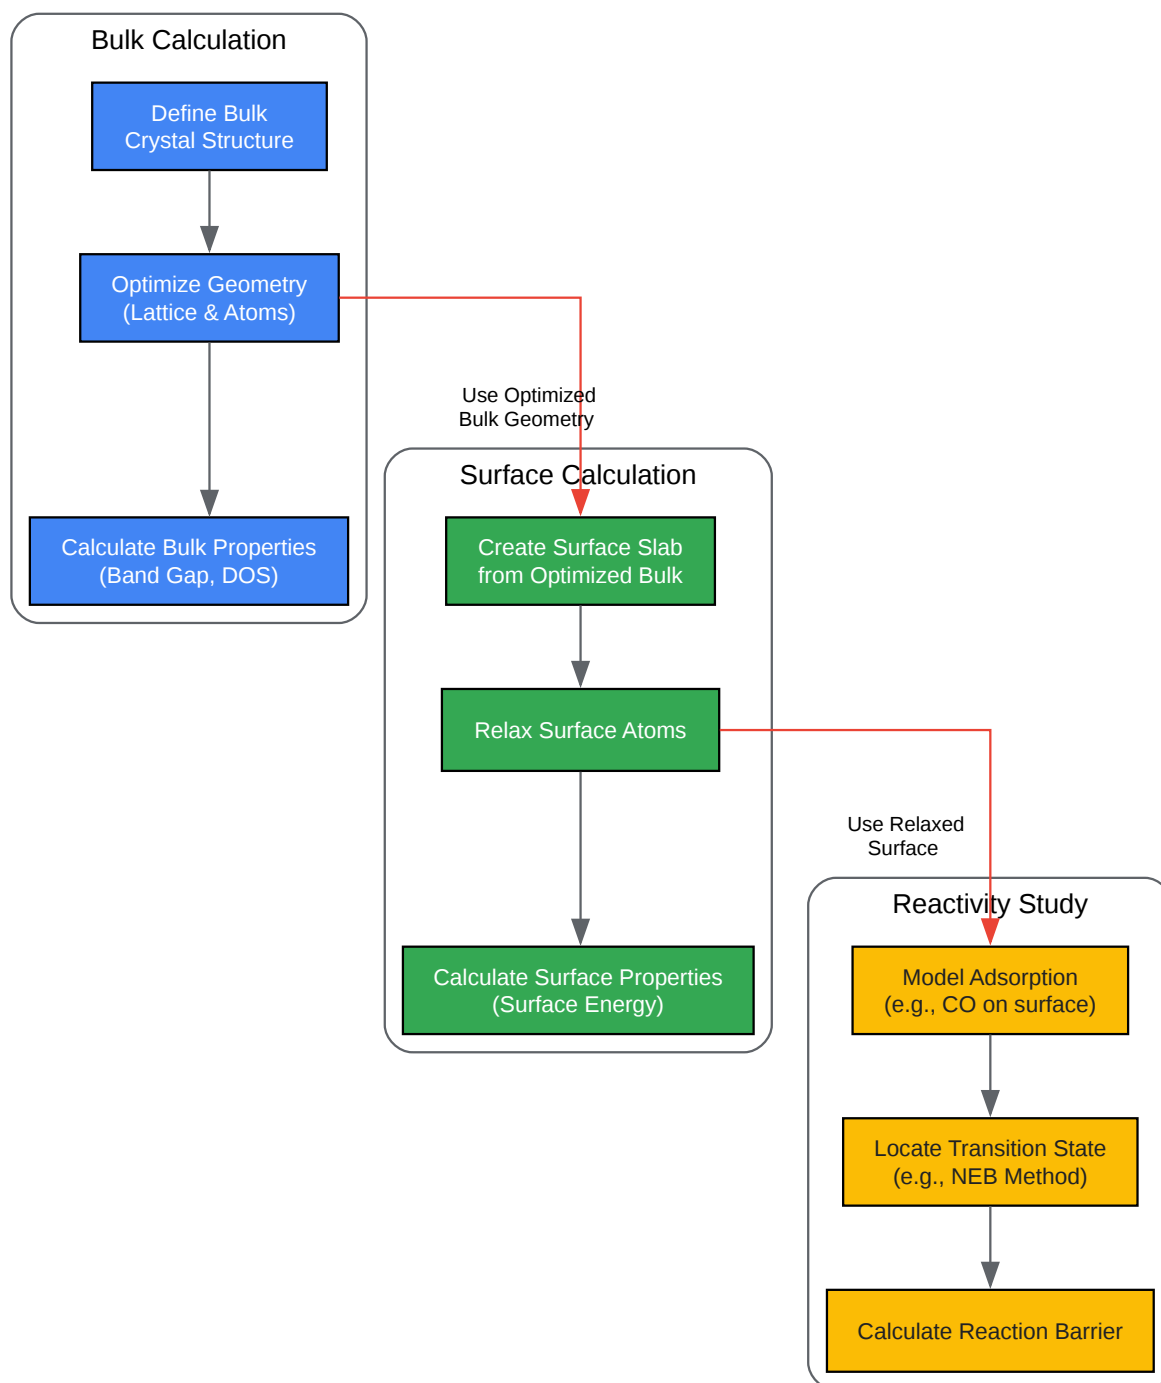 Bulk Calculation
Define Bulk
Crystal Structure
Optimize Geometry
(Lattice & Atoms)
Calculate Bulk Properties
(Band Gap, DOS)
Use Optimized
Bulk Geometry
Surface Calculation
Create Surface Slab
from Optimized Bulk
Relax Surface Atoms
Calculate Surface Properties
(Surface Energy)
Use Relaxed
Surface
Reactivity Study
Model Adsorption
(e.g., CO on surface)
Locate Transition State
(e.g., NEB Method)
Calculate Reaction Barrier